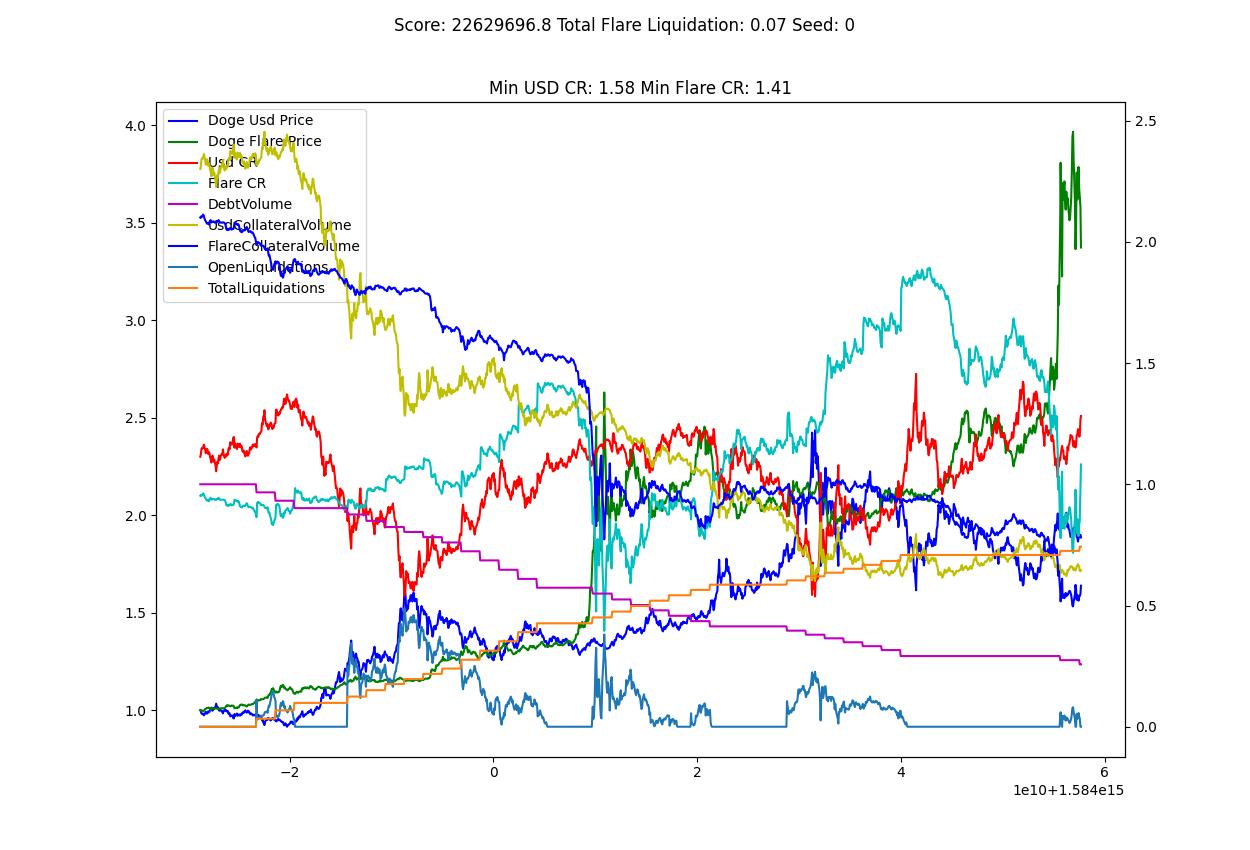 Score: 22629696.8 Total Flare Liquidation: 0.07 Seed: 0
Min USD CR: 1.58 Min Flare CR: 1.41
Doge Usd Price
Doge Flare Price
Usd CR
Flare CR
DebtVolume
UsdCollateralVolume
FlareCollateralVolume
OpenLiquidations
TotalLiquidations
4.0
3.5
3.0
2.5
2.0
1.5
1.0
2.5
2.0
1.5
1.0
0.5
0.0
−2
0
2
4
6
1e10+1.584e15